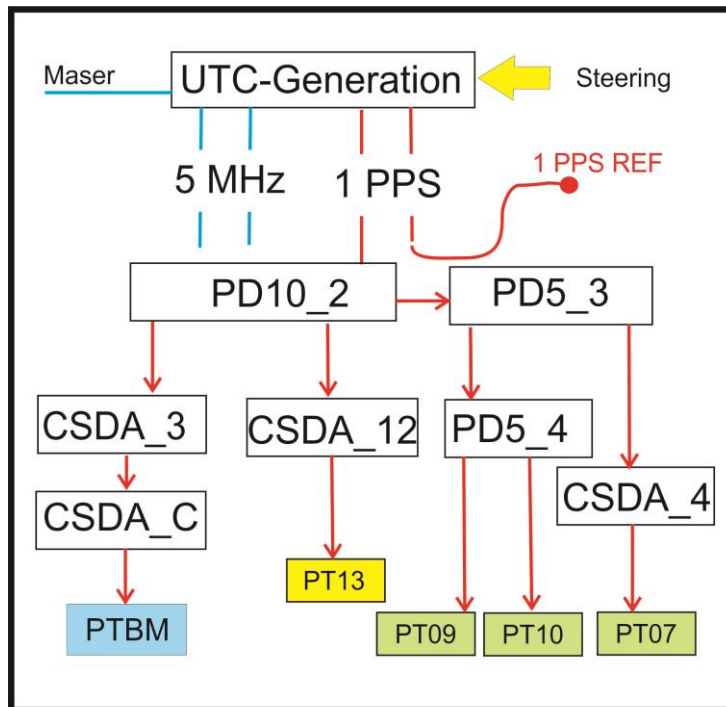 Maser
UTC-Generation
Steering
5 MHz
1 PPS
1 PPS REF
PD10_2
PD5_3
CSDA_3
CSDA_12
PD5_4
CSDA_C
CSDA_4
PT13
PTBM
PT09
PT10
PT07